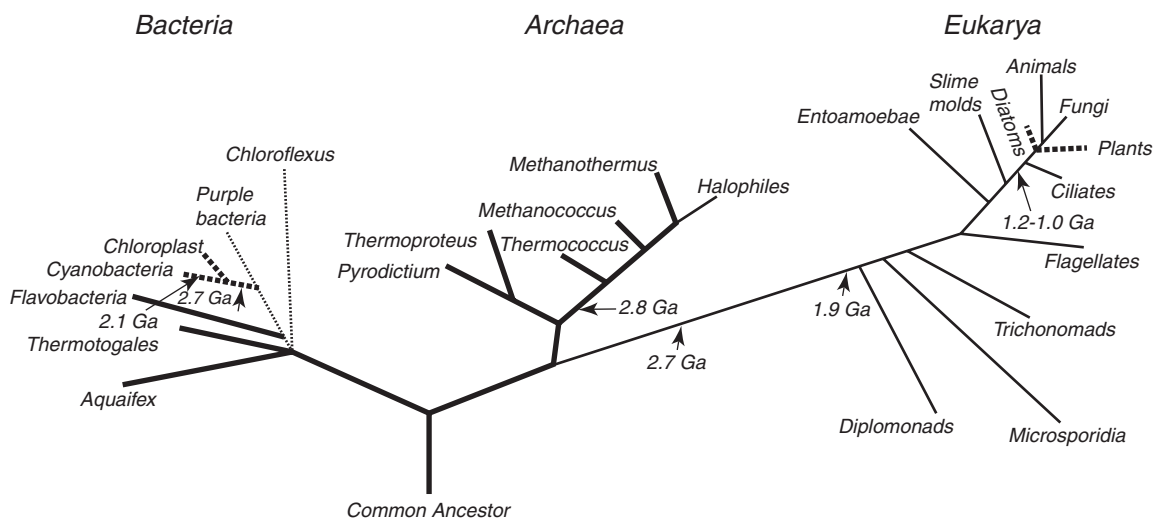 Bacteria
Archaea
Eukarya
Animals
Slime
molds
Diatoms
Fungi
Entoamoebae
Plants
Chloroflexus
Methanothermus
Ciliates
Purple
bacteria
Halophiles
Methanococcus
1.2-1.0 Ga
Chloroplast
Thermoproteus
Thermococcus
Cyanobacteria
Pyrodictium
Flagellates
Flavobacteria
2.7 Ga
2.8 Ga
1.9 Ga
2.1 Ga
Trichonomads
Thermotogales
2.7 Ga
Aquaifex
Diplomonads
Microsporidia
Common Ancestor